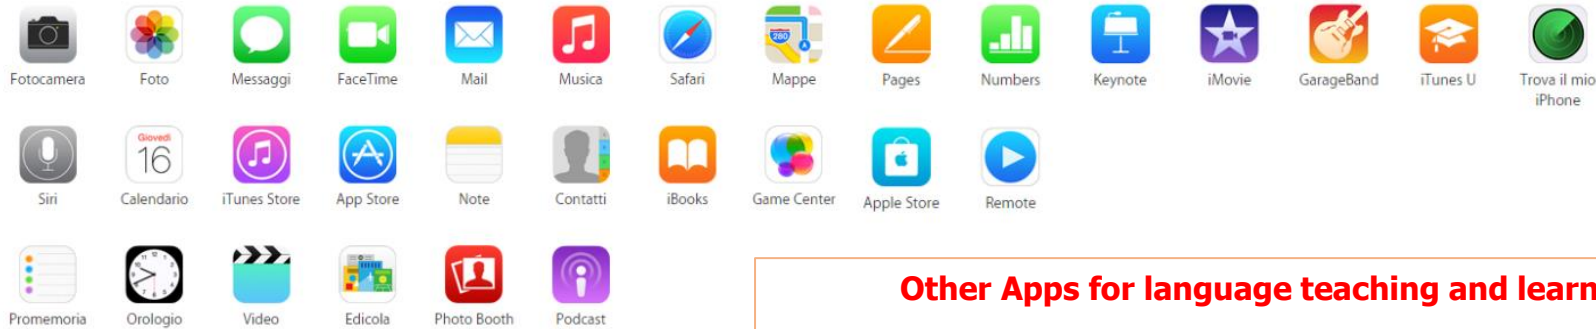 280
Fotocamera Foto Messaggi FaceTime Mail Musica Safari Mappe Pages Numbers Keynote iMovie GarageBand iTunes U Trova il mio
iPhone
Giovedì
16
Siri Calendario iTunes Store App Store Note Contatti iBooks Game Center Apple Store Remote
Promemoria Orologio Video Edicola Photo Booth Podcast
Other Apps for language teaching and learn